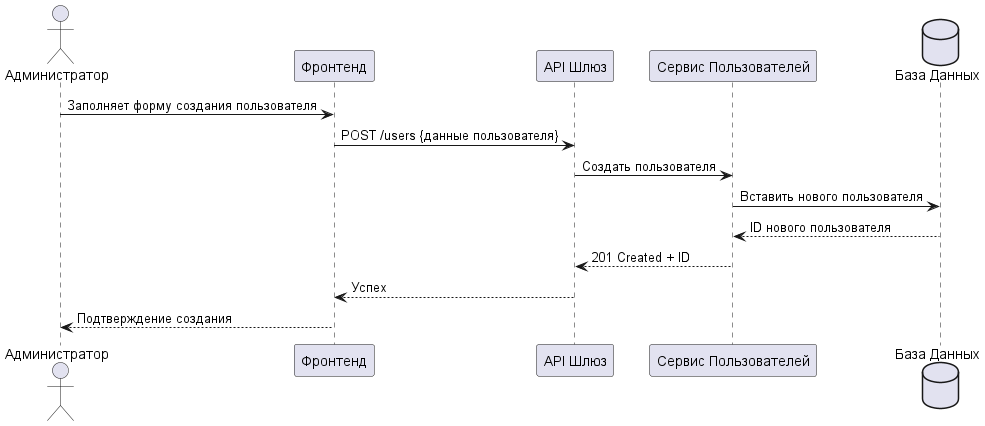 Администратор
Фронтенд
API Шлюз
Сервис Пользователей
База Данных
Заполняет форму создания пользователя
POST /users {данные пользователя}
Создать пользователя
Вставить нового пользователя
ID нового пользователя
201 Created + ID
Успех
Подтверждение создания
Администратор
Фронтенд
API Шлюз
Сервис Пользователей
База Данных